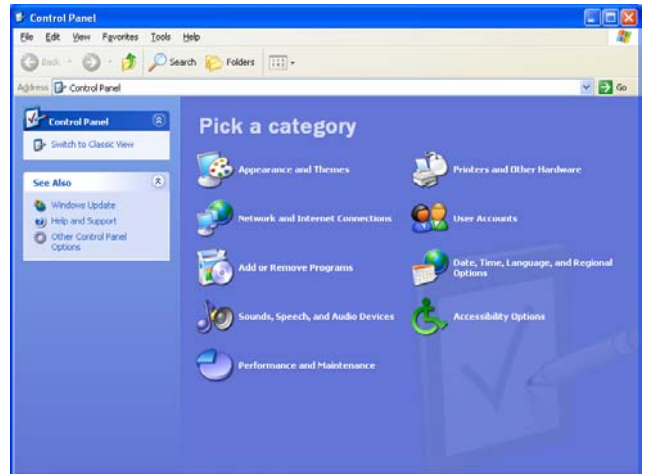 Control Panel
File Edit View Favorites Tools Help
Back Search Folders
Address Control Panel Go
Control Panel
Switch to Classic View
See Also
Windows Update
Help and Support
Other Control Panel
Options
Pick a category
Appearance and Themes
Printers and Other Hardware
Network and Internet Connections
User Accounts
Add or Remove Programs
Date, Time, Language, and Regional
Options
Sounds, Speech, and Audio Devices
Accessibility Options
Performance and Maintenance